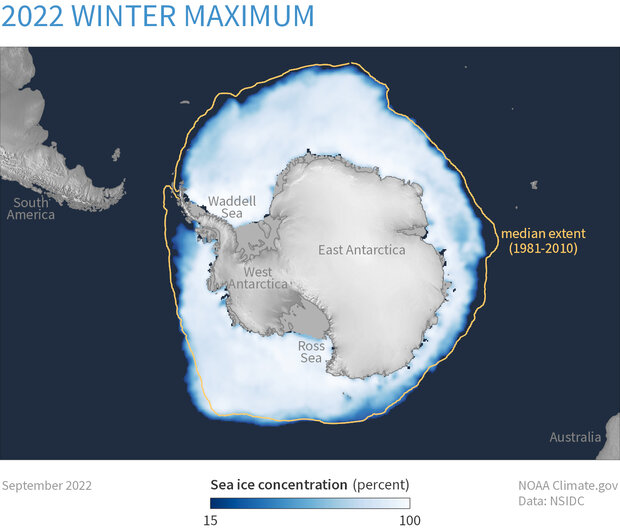 2022 WINTER MAXIMUM
South
America
Waddell
Sea
median extent
(1981-2010)
East Antarctica
West
Antarctica
Ross
Sea
Australia
September 2022
Sea ice concentration (percent)
15
100
NOAA Climate.gov
Data: NSIDC